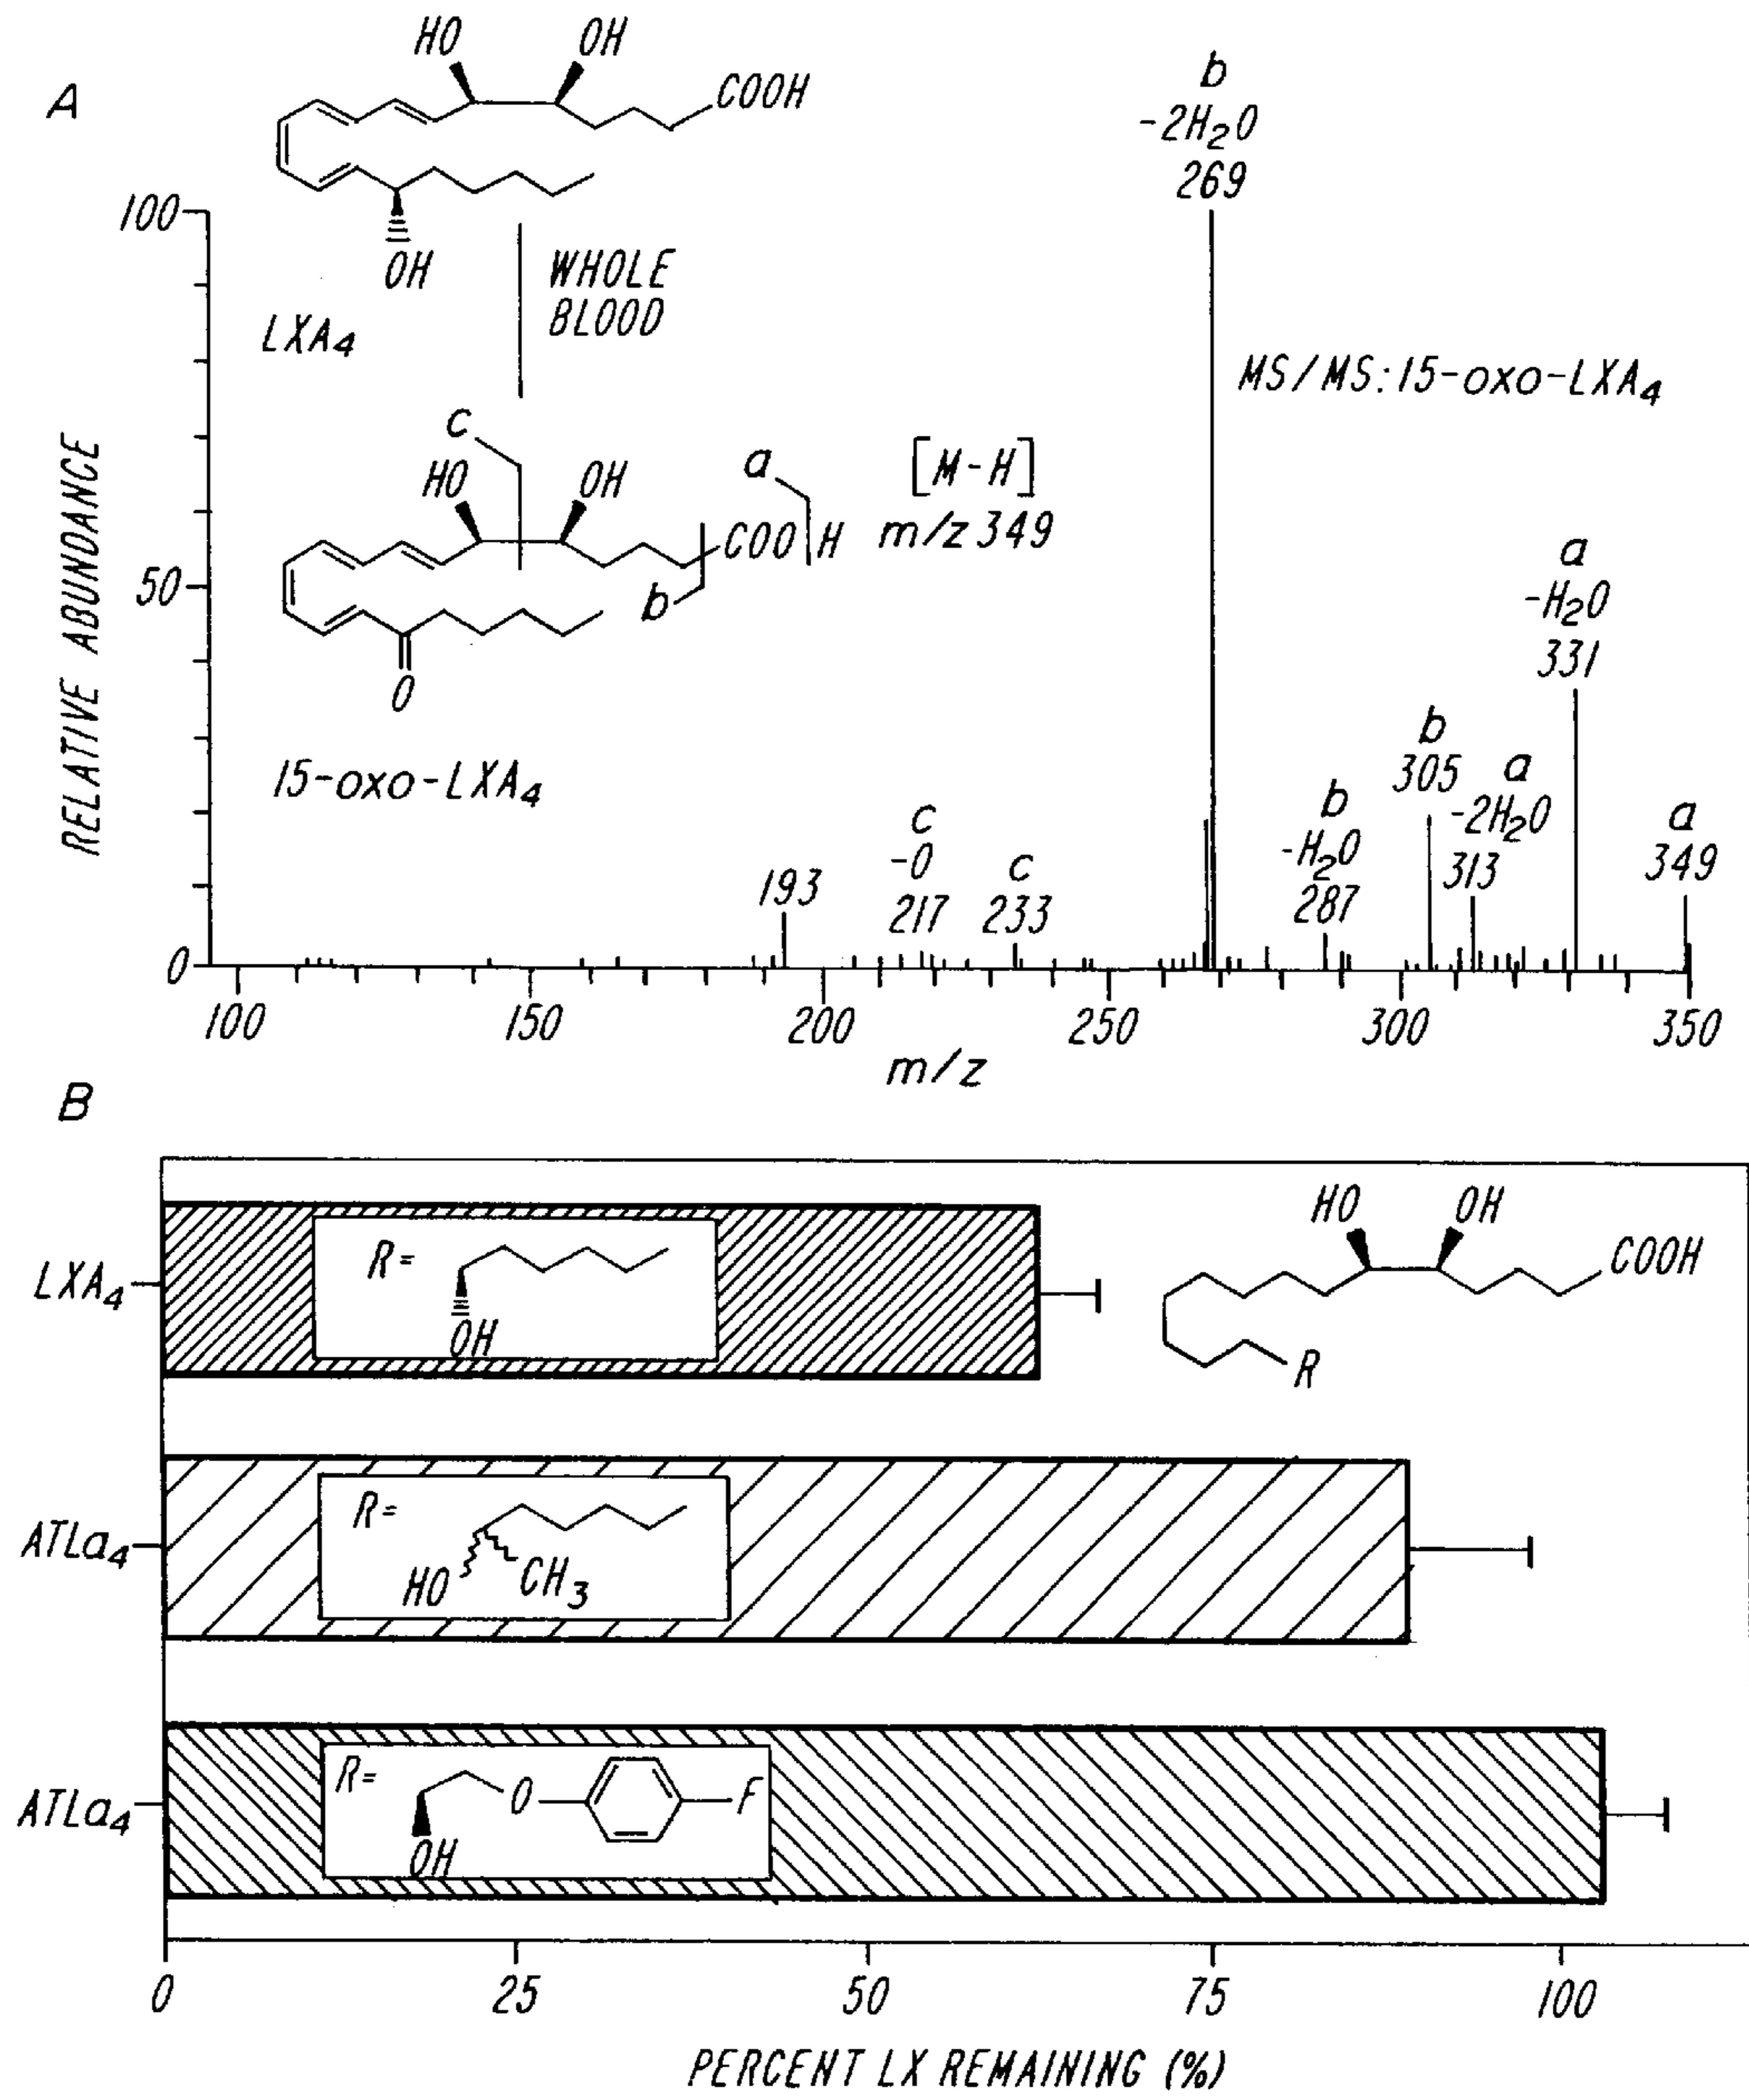 A
HO
OH
COOH
OH
LXA4
WHOLE
BLOOD
c
HO
OH
a
COO H
b
[M-H]
m/z 349
O
15-oxo-LXA4
MS/MS: 15-oxo-LXA4
RELATIVE ABUNDANCE
100
50
0
193
c
-O
217
c
233
b
-2H2O
269
b
-H2O
287
b
305
a
-2H2O
313
a
-H2O
331
a
349
100
150
200
250
300
350
m/z
B
LXA4
R=
OH
HO
OH
COOH
R
ATLa4
R=
HO
CH3
ATLa4
R=
O
F
OH
0
25
50
75
100
PERCENT LX REMAINING (%)